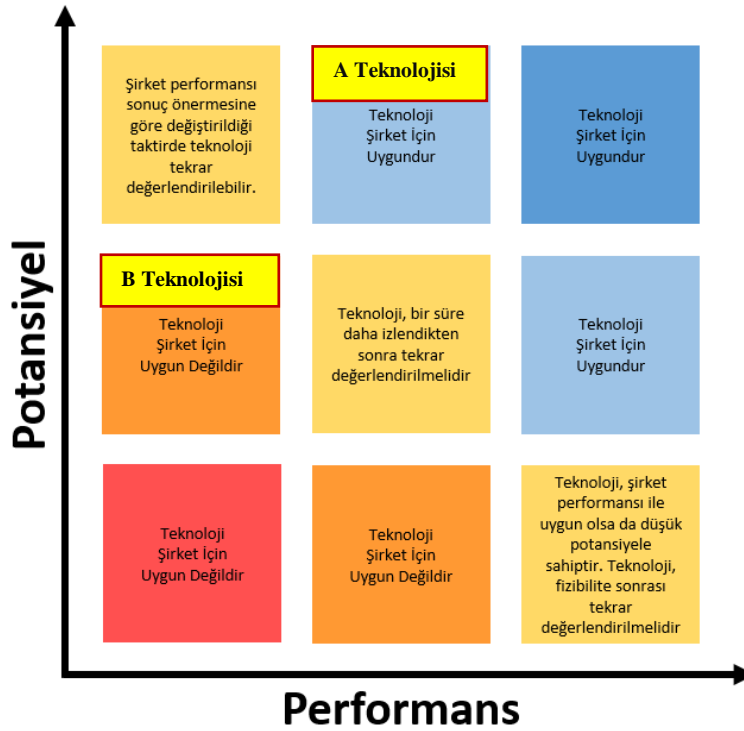 Potansiyel
Şirket performansı
sonuç önermesine
göre değiştirildiği
taktirde teknoloji
tekrar
değerlendirilebilir.
A Teknolojisi
Teknoloji
Şirket İçin
Uygundur
Teknoloji
Şirket İçin
Uygundur
B Teknolojisi
Teknoloji
Şirket İçin
Uygun Değildir
Teknoloji, bir süre
daha izlendikten
sonra tekrar
değerlendirilmelidir
Teknoloji
Şirket İçin
Uygundur
Teknoloji
Şirket İçin
Uygun Değildir
Teknoloji
Şirket İçin
Uygun Değildir
Teknoloji, şirket
performansı ile
uygun olsa da düşük
potansiyele
sahiptir. Teknoloji,
fizibilite sonrası
tekrar
değerlendirilmelidir
Performans